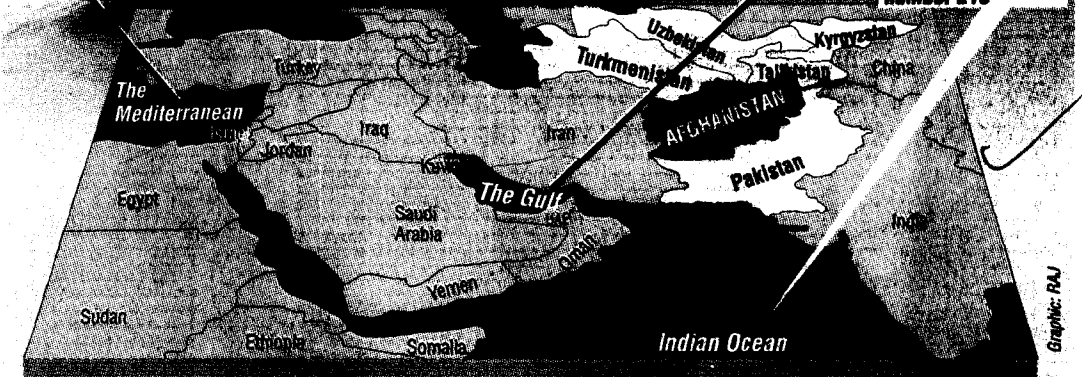 Uzbekistan
Kyrgyzstan
Turkmenistan
Tajikistan
China
Turkey
The
Mediterranean
AFGHANISTAN
Iraq
Iran
Jordan
Pakistan
Egypt
The Gulf
Saudi
Arabia
UAE
India
Oman
Yemen
Sudan
Ethiopia
Somalia
Indian Ocean
Graphic: RAJ